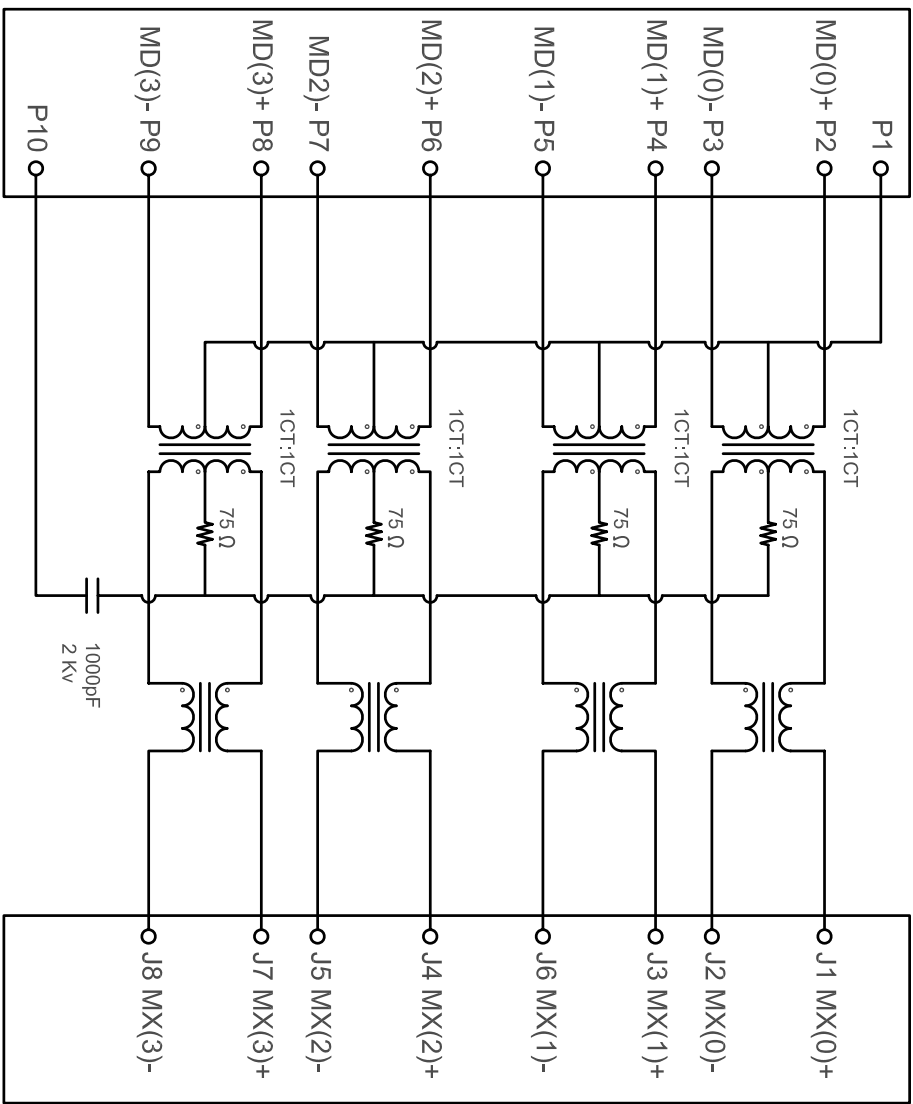 P1
MD(0)+ P2
MD(0)- P3
MD(1)+ P4
MD(1)- P5
MD(2)+ P6
MD2)- P7
MD(3)+ P8
MD(3)- P9
P10
1CT:1CT
1CT:1CT
1CT:1CT
1CT:1CT
75 Ω
75 Ω
75 Ω
75 Ω
1000pF
2 Kv
J1 MX(0)+
J2 MX(0)-
J3 MX(1)+
J6 MX(1)-
J4 MX(2)+
J5 MX(2)-
J7 MX(3)+
J8 MX(3)-